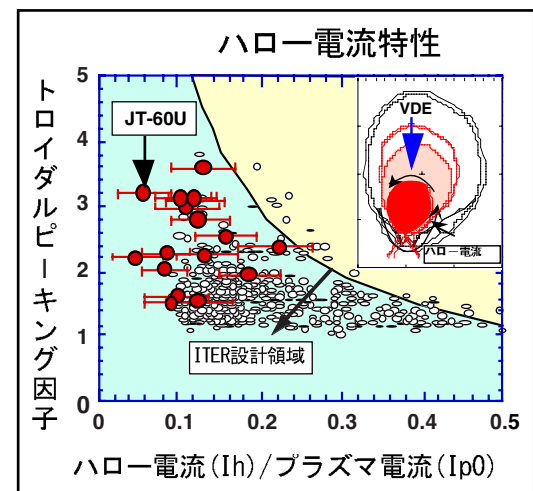 ハロー電流特性
トロイダルピーキング因子
5
4
3
2
1
0
JT-60U
VDE
ハロー電流
ITER設計領域
0 0.1 0.2 0.3 0.4 0.5
ハロー電流(Ih)/プラズマ電流(Ip0)